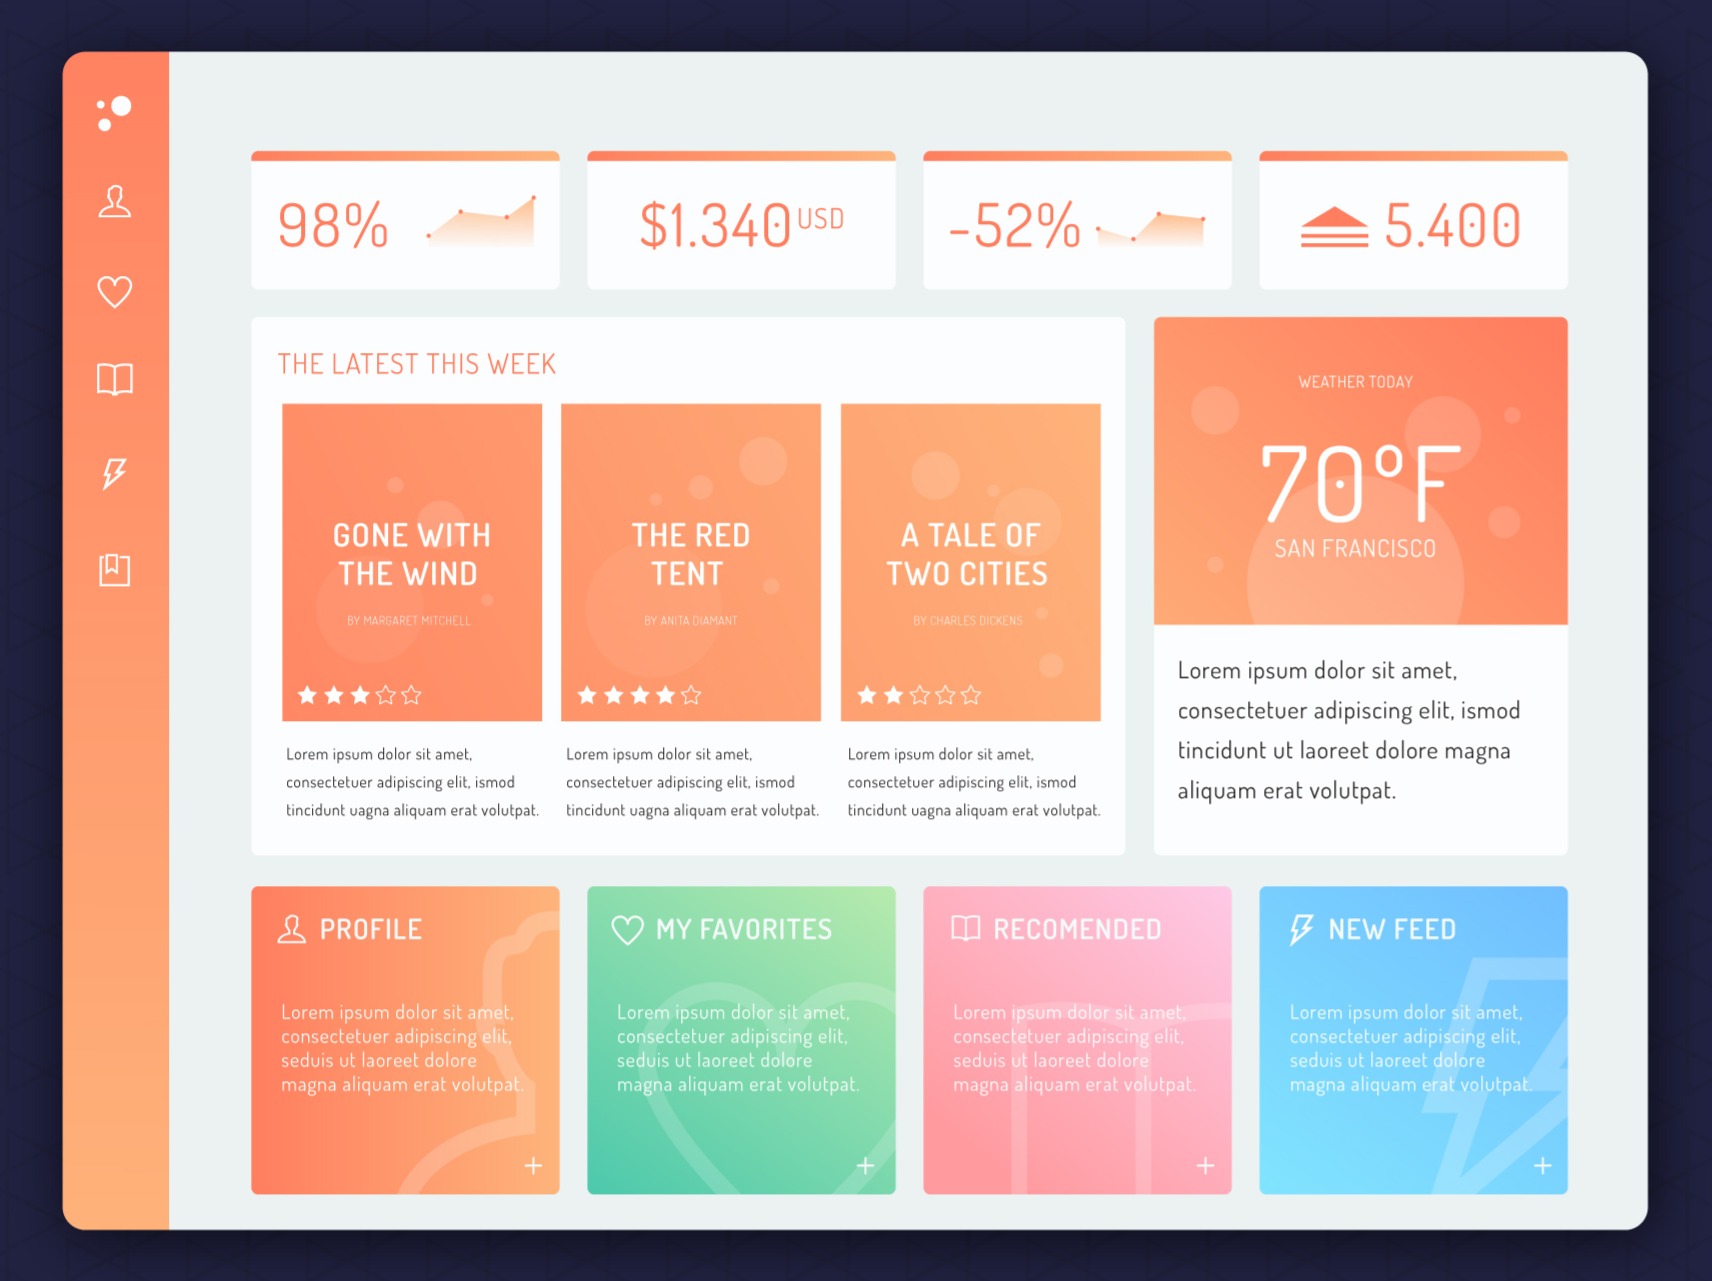 98%
$1.340 USD
-52%
5.400
THE LATEST THIS WEEK
GONE WITH
THE WIND
BY MARGARET MITCHELL
Lorem ipsum dolor sit amet,
consectetuer adipiscing elit, ismod
tincidunt uagna aliquam erat volutpat.
THE RED
TENT
BY ANITA DIAMANT
Lorem ipsum dolor sit amet,
consectetuer adipiscing elit, ismod
tincidunt uagna aliquam erat volutpat.
A TALE OF
TWO CITIES
BY CHARLES DICKENS
Lorem ipsum dolor sit amet,
consectetuer adipiscing elit, ismod
tincidunt uagna aliquam erat volutpat.
WEATHER TODAY
70°F
SAN FRANCISCO
Lorem ipsum dolor sit amet,
consectetuer adipiscing elit, ismod
tincidunt ut laoreet dolore magna
aliquam erat volutpat.
PROFILE
Lorem ipsum dolor sit amet,
consectetuer adipiscing elit,
seduis ut laoreet dolore
magna aliquam erat volutpat.
+
MY FAVORITES
Lorem ipsum dolor sit amet,
consectetuer adipiscing elit,
seduis ut laoreet dolore
magna aliquam erat volutpat.
+
RECOMENDED
Lorem ipsum dolor sit amet,
consectetuer adipiscing elit,
seduis ut laoreet dolore
magna aliquam erat volutpat.
+
NEW FEED
Lorem ipsum dolor sit amet,
consectetuer adipiscing elit,
seduis ut laoreet dolore
magna aliquam erat volutpat.
+